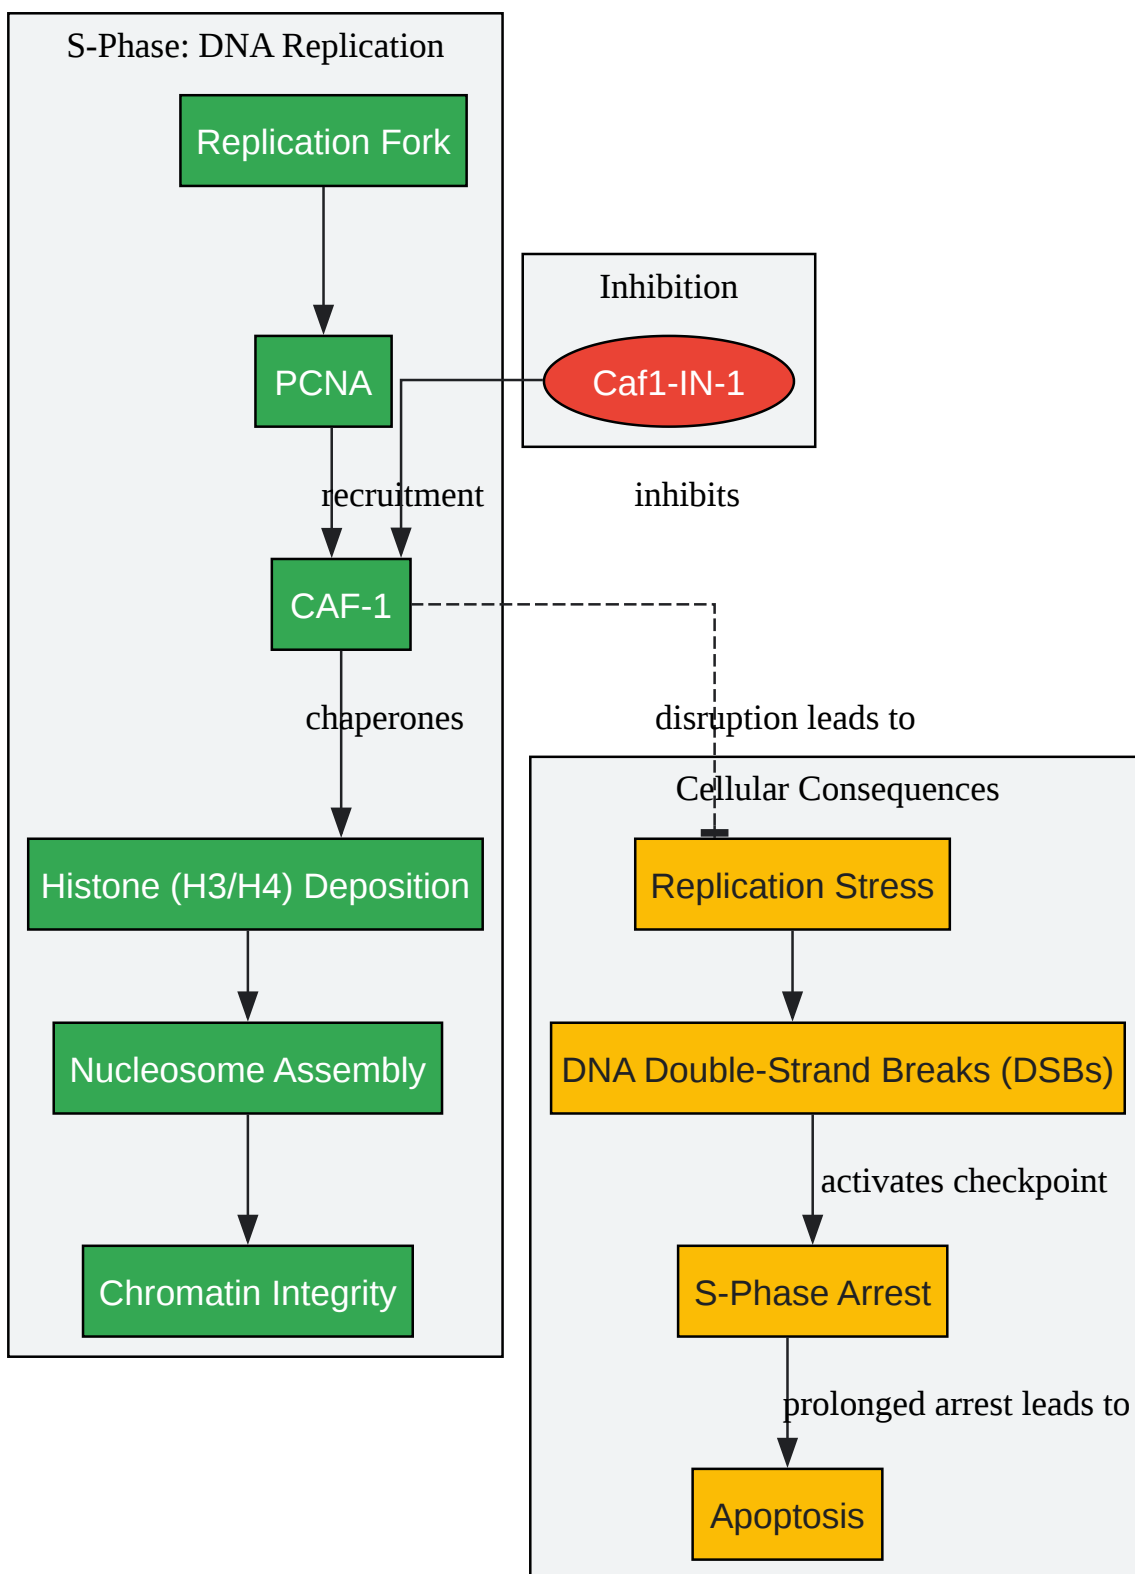 S-Phase: DNA Replication
Replication Fork
Inhibition
PCNA
Caf1-IN-1
recruitment
inhibits
CAF-1
chaperones
disruption leads to
Cellular Consequences
Histone (H3/H4) Deposition
Replication Stress
Nucleosome Assembly
DNA Double-Strand Breaks (DSBs)
activates checkpoint
Chromatin Integrity
S-Phase Arrest
prolonged arrest leads to
Apoptosis